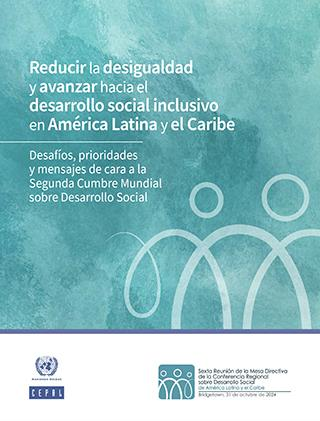 Reducir la desigualdad
y avanzar hacia el
desarrollo social inclusivo
en América Latina y el Caribe
Desafíos, prioridades
y mensajes de cara a la
Segunda Cumbre Mundial
sobre Desarrollo Social
NACIONES UNIDAS
CEPAL
Sexta Reunión de la Mesa Directiva
de la Conferencia Regional
sobre Desarrollo Social
de América Latina y el Caribe
Bridgetown, 31 de octubre de 2024